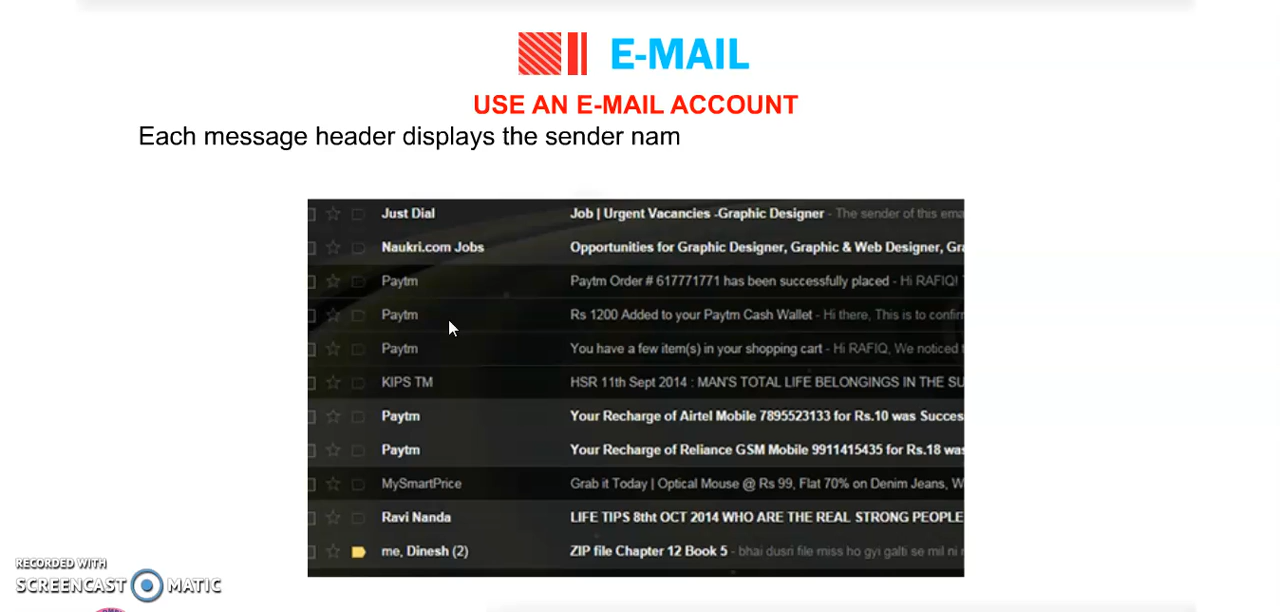 E-MAIL
USE AN E-MAIL ACCOUNT
Each message header displays the sender nam
Just Dial Job | Urgent Vacancies -Graphic Designer - The sender of this ema
Naukri.com Jobs Opportunities for Graphic Designer, Graphic & Web Designer, Gra
Paytm Paytm Order # 617771771 has been successfully placed - Hi RAFIQ!
Paytm Rs 1200 Added to your Paytm Cash Wallet - Hi there, This is to confir
Paytm You have a few item(s) in your shopping cart - Hi RAFIQ, We noticed
KIPS TM HSR 11th Sept 2014 : MAN'S TOTAL LIFE BELONGINGS IN THE SU
Paytm Your Recharge of Airtel Mobile 7895523133 for Rs.10 was Succes
Paytm Your Recharge of Reliance GSM Mobile 9911415435 for Rs.18 was
MySmartPrice Grab it Today | Optical Mouse @ Rs 99, Flat 70% on Denim Jeans, W
Ravi Nanda LIFE TIPS 8tht OCT 2014 WHO ARE THE REAL STRONG PEOPLE
me, Dinesh (2) ZIP file Chapter 12 Book 5 - bhai dusri file miss ho gyi galti se mil ni
RECORDED WITH
SCREENCAST MATIC